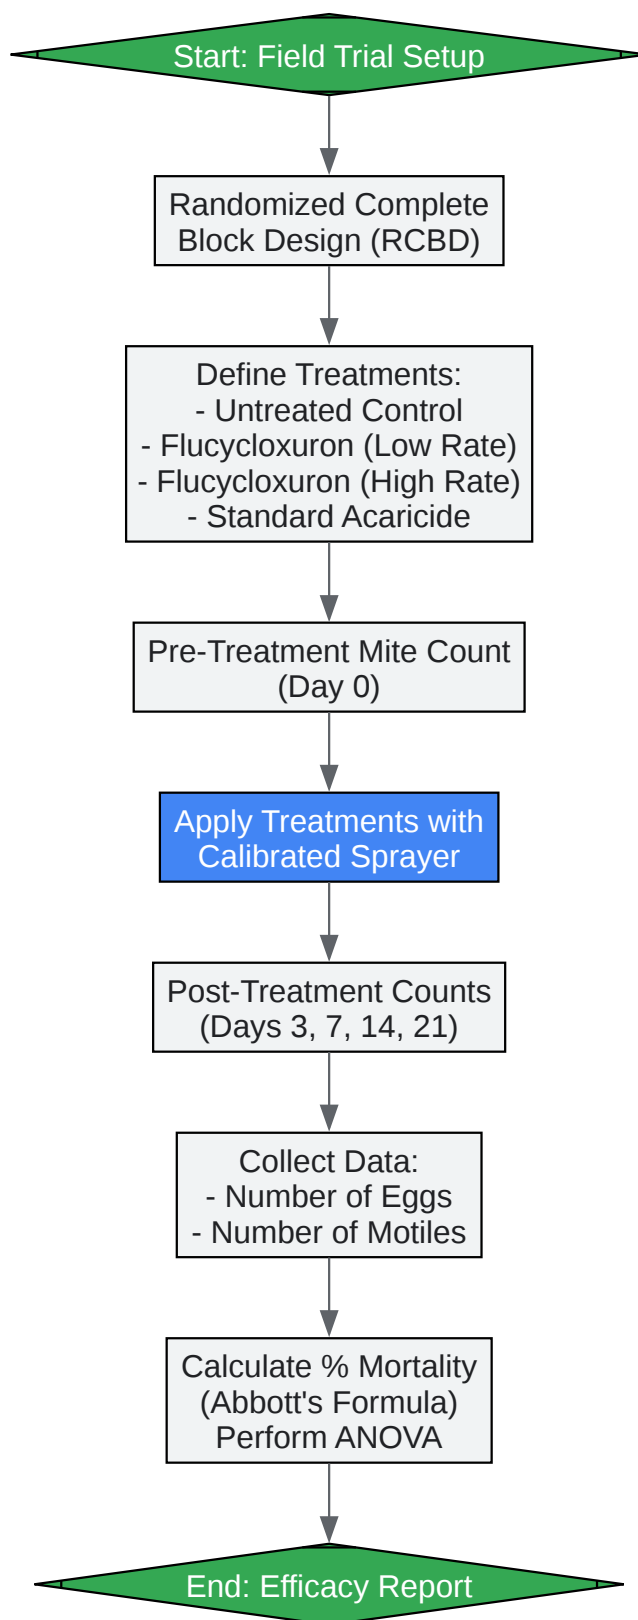 Start: Field Trial Setup
Randomized Complete
Block Design (RCBD)
Define Treatments:
- Untreated Control
- Flucycloxuron (Low Rate)
- Flucycloxuron (High Rate)
- Standard Acaricide
Pre-Treatment Mite Count
(Day 0)
Apply Treatments with
Calibrated Sprayer
Post-Treatment Counts
(Days 3, 7, 14, 21)
Collect Data:
- Number of Eggs
- Number of Motiles
Calculate % Mortality
(Abbott's Formula)
Perform ANOVA
End: Efficacy Report